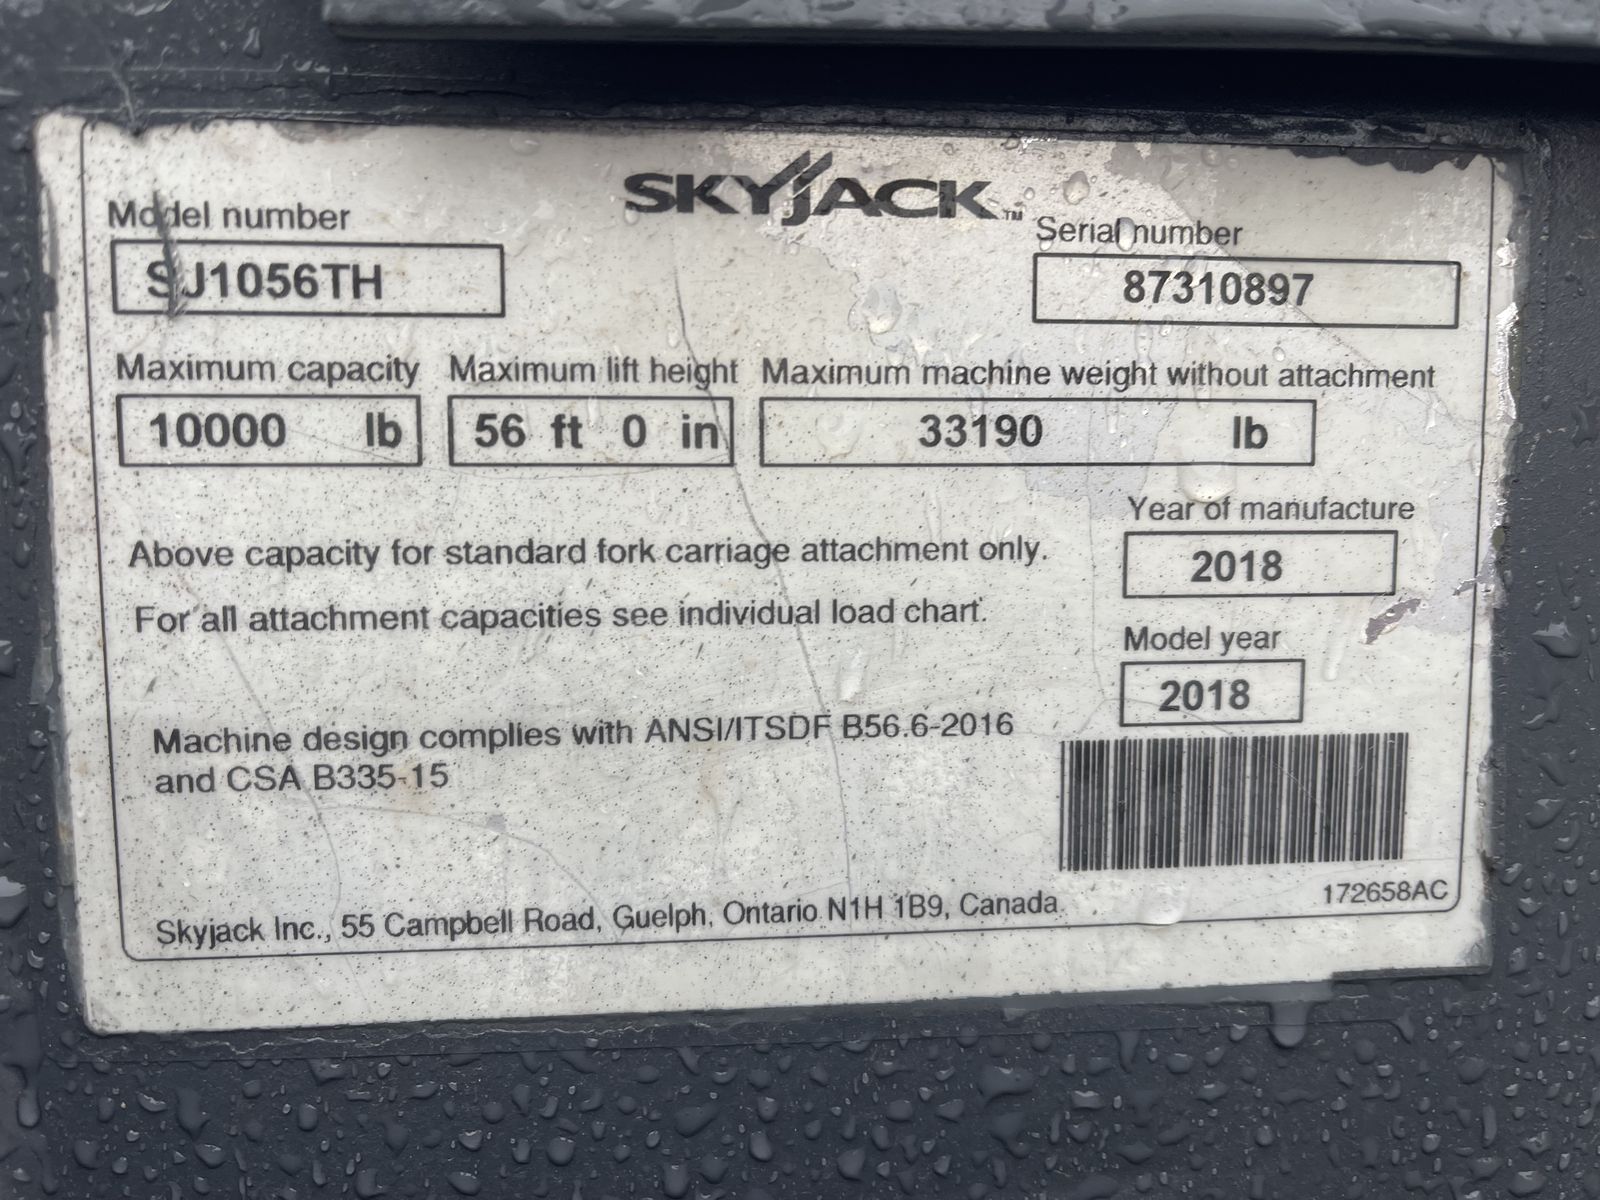 SKYJACK™
Model number
SJ1056TH
Serial number
87310897
Maximum capacity
10000 lb
Maximum lift height
56 ft 0 in
Maximum machine weight without attachment
33190 lb
Above capacity for standard fork carriage attachment only.
For all attachment capacities see individual load chart.
Year of manufacture
2018
Model year
2018
Machine design complies with ANSI/ITSDF B56.6-2016
and CSA B335-15
Skyjack Inc., 55 Campbell Road, Guelph, Ontario N1H 1B9, Canada.
172658AC